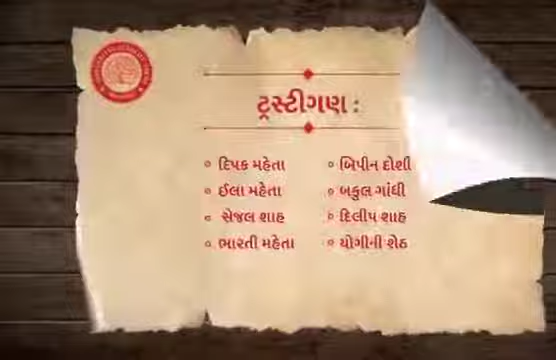 ટ્રસ્ટીગણ :
○ દિપક મહેતા
○ ઈલા મહેતા
○ સેજલ શાહ
○ ભારતી મહેતા
○ બિપીન દોશી
○ બકુલ ગાંધી
○ દિલીપ શાહ
○ યોગીની શેઠ